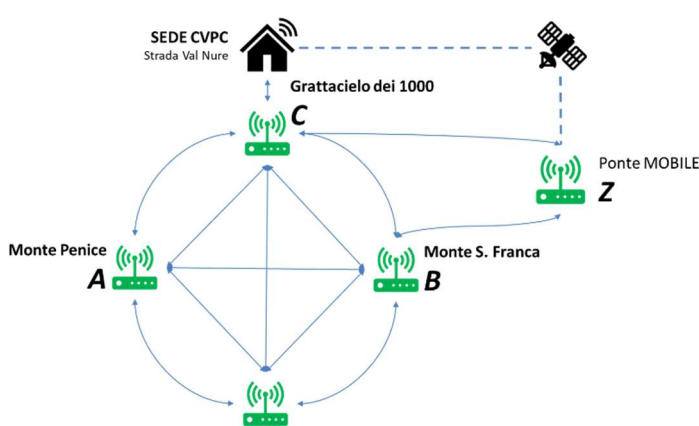 SEDE CVPC
Strada Val Nure
Grattacielo dei 1000
C
Ponte MOBILE
Z
Monte Penice
A
Monte S. Franca
B